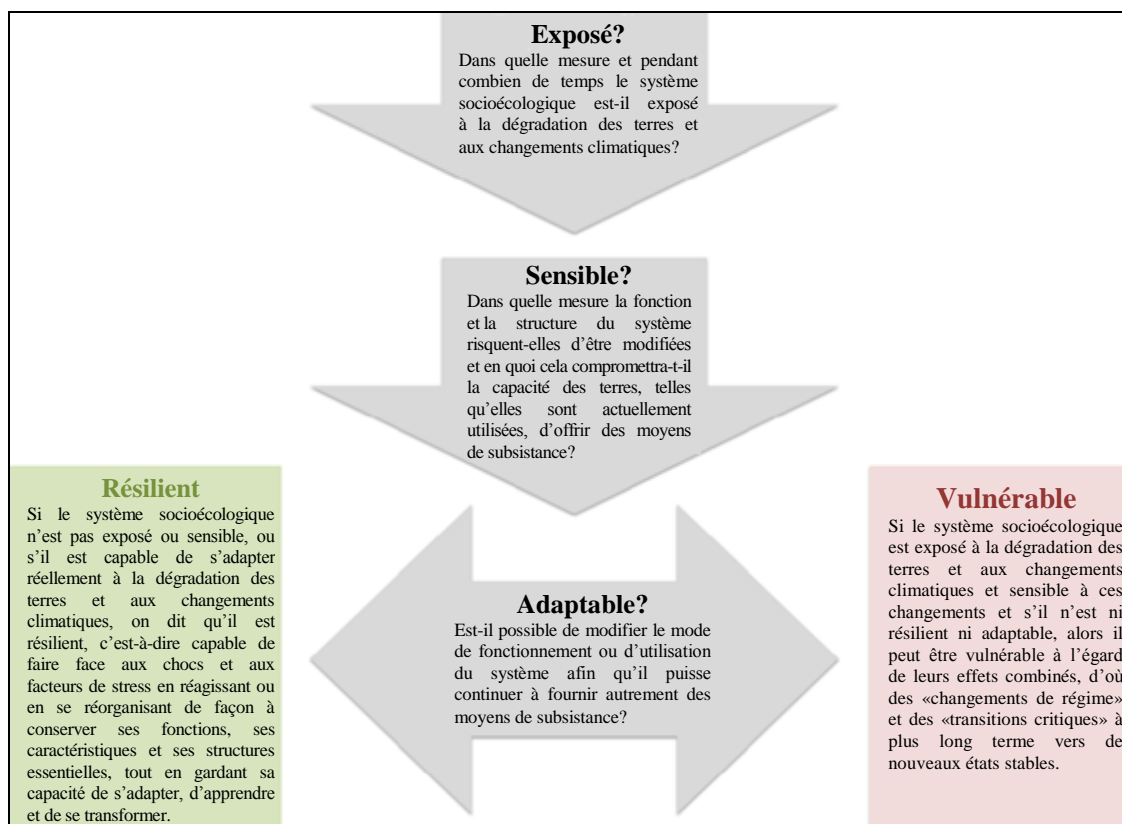 Exposé?
Dans quelle mesure et pendant
combien de temps le système
socioécologique est-il exposé
à la dégradation des terres et
aux changements climatiques?
Sensible?
Dans quelle mesure la fonction
et la structure du système
risquent-elles d'être modifiées
et en quoi cela compromettra-t-il
la capacité des terres, telles
qu'elles sont actuellement
utilisées, d'offrir des moyens
de subsistance?
Résilient
Si le système socioécologique
n'est pas exposé ou sensible, ou
s'il est capable de s'adapter
réellement à la dégradation des
terres et aux changements
climatiques, on dit qu'il est
résilient, c'est-à-dire capable de
faire face aux chocs et aux
facteurs de stress en réagissant ou
en se réorganisant de façon à
conserver ses fonctions, ses
caractéristiques et ses structures
essentielles, tout en gardant sa
capacité de s'adapter, d'apprendre
et de se transformer.
Adaptable?
Est-il possible de modifier le mode
de fonctionnement ou d'utilisation
du système afin qu'il puisse
continuer à fournir autrement des
moyens de subsistance?
Vulnérable
Si le système socioécologique
est exposé à la dégradation des
terres et aux changements
climatiques et sensible à ces
changements et s'il n'est ni
résilient ni adaptable, alors il
peut être vulnérable à l'égard
de leurs effets combinés, d'où
des «changements de régime»
et des «transitions critiques» à
plus long terme vers de
nouveaux états stables.